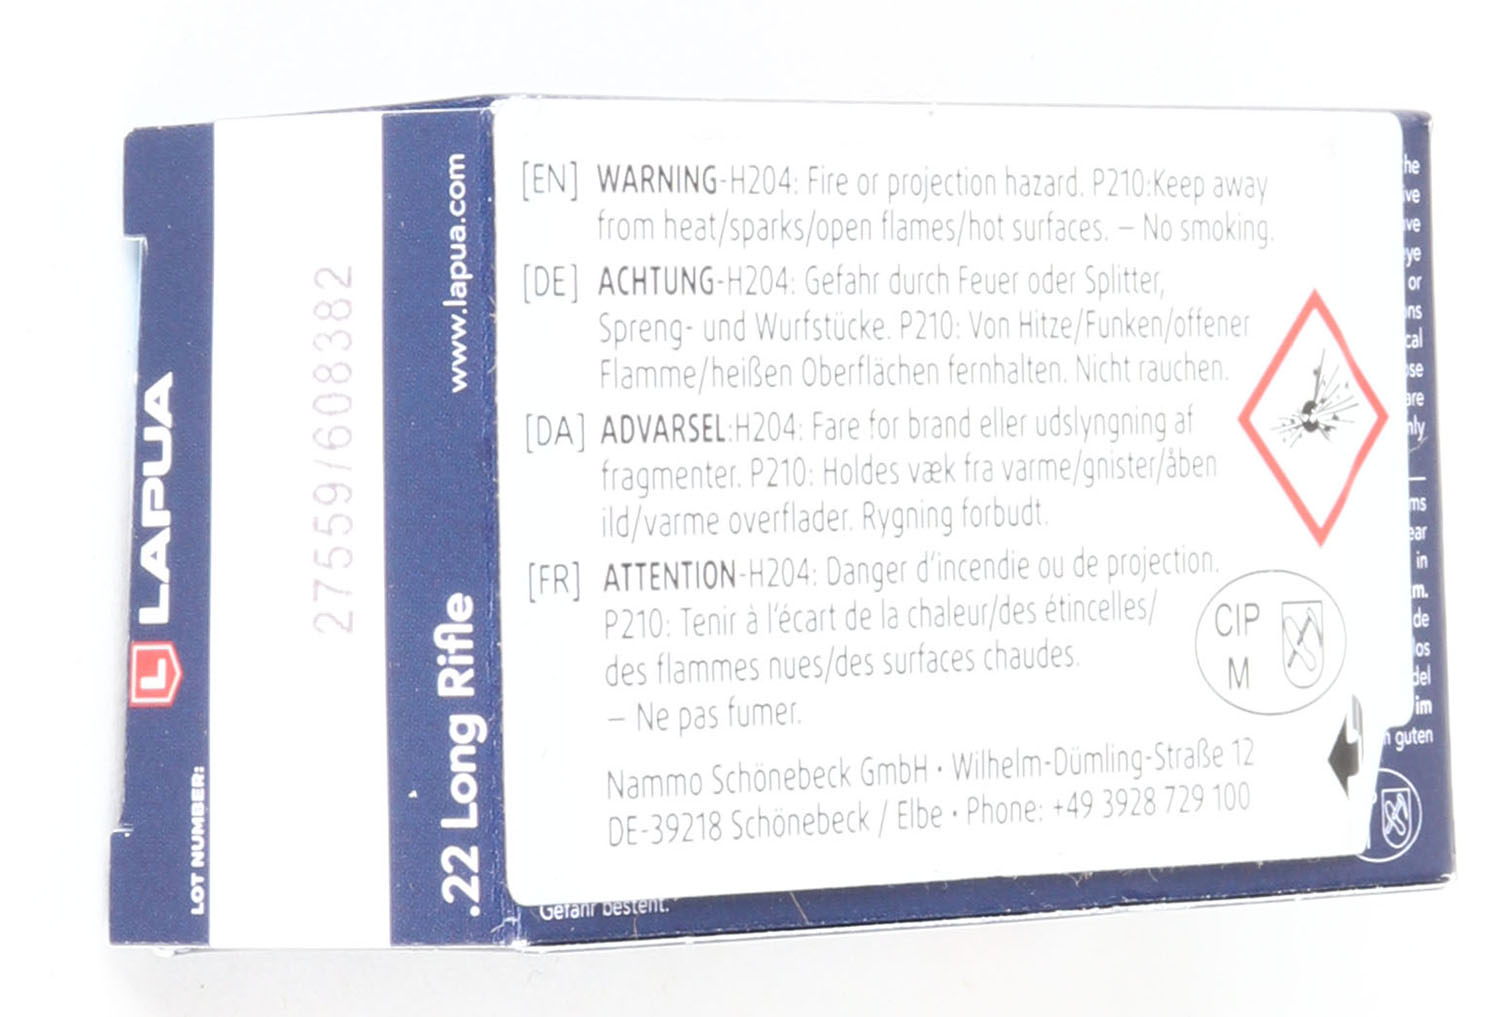 LAPUA
LOT NUMBER:
27559/608382
www.lapua.com
.22 Long Rifle
[EN] WARNING-H204: Fire or projection hazard. P210:Keep away
from heat/sparks/open flames/hot surfaces. – No smoking.
[DE] ACHTUNG-H204: Gefahr durch Feuer oder Splitter,
Spreng- und Wurfstücke. P210: Von Hitze/Funken/offener
Flamme/heißen Oberflächen fernhalten. Nicht rauchen.
[DA] ADVARSEL:H204: Fare for brand eller udslyngning af
fragmenter. P210: Holdes væk fra varme/gnister/åben
ild/varme overflader. Rygning forbudt.
[FR] ATTENTION-H204: Danger d'incendie ou de projection.
P210: Tenir à l'écart de la chaleur/des étincelles/
des flammes nues/des surfaces chaudes.
– Ne pas fumer.
CIP
M
Nammo Schönebeck GmbH • Wilhelm-Dümling-Straße 12
DE-39218 Schönebeck / Elbe • Phone: +49 3928 729 100
or
in
de
guten
Gefahr besteht.